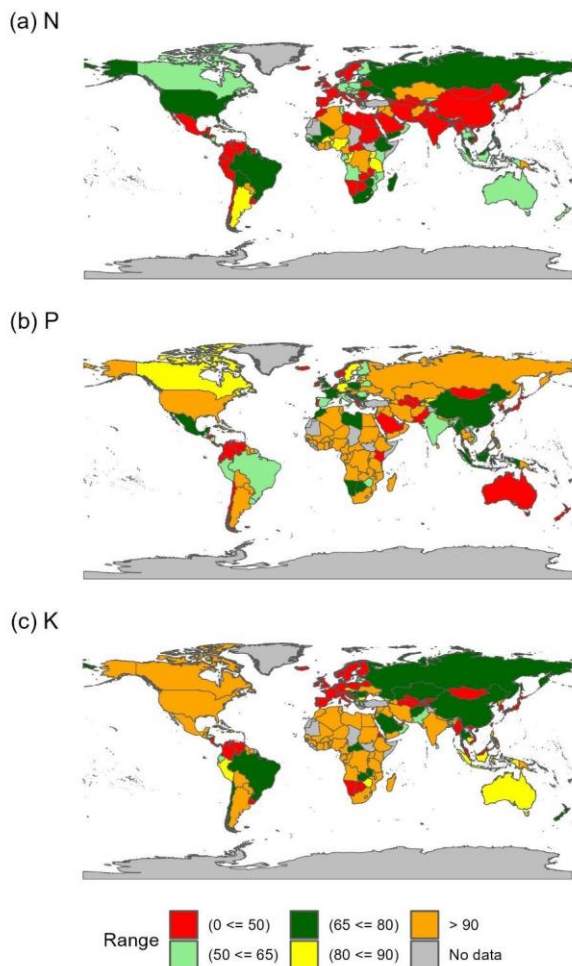 (a) N
(b) P
(c) K
Range
(0 <= 50)
(65 <= 80)
> 90
(50 <= 65)
(80 <= 90)
No data